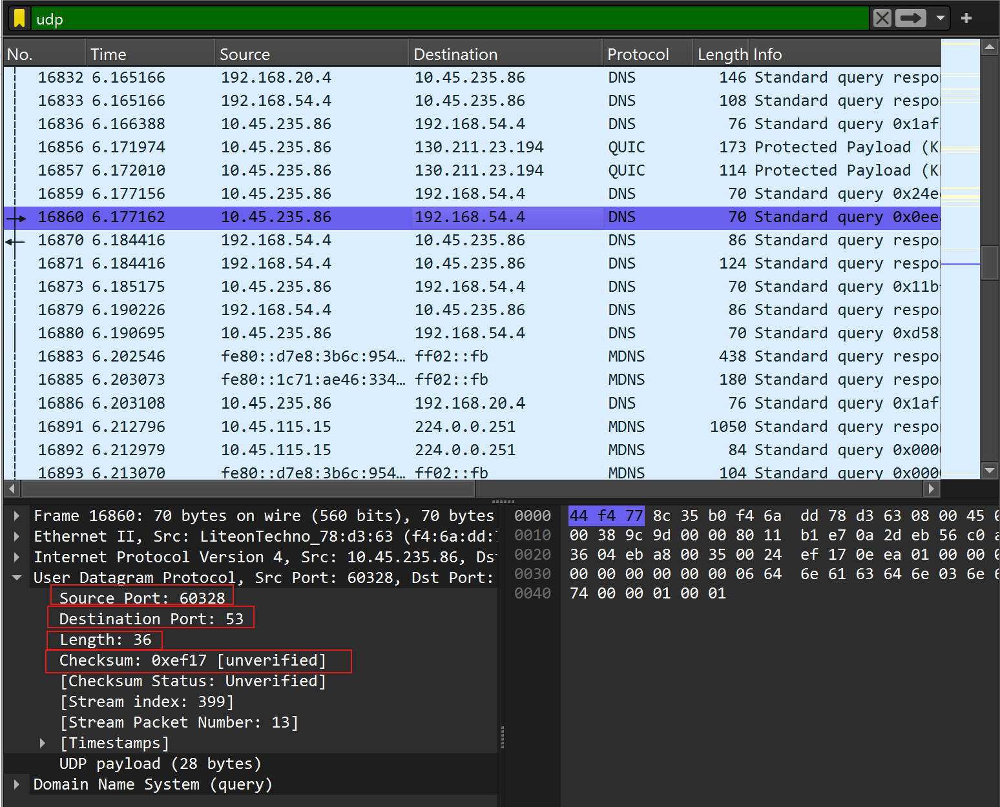 udp
No. Time Source Destination Protocol Length Info
16832 6.165166 192.168.20.4 10.45.235.86 DNS 146 Standard query respo
16833 6.165166 192.168.54.4 10.45.235.86 DNS 108 Standard query respo
16836 6.166388 10.45.235.86 192.168.54.4 DNS 76 Standard query 0x1af
16856 6.171974 10.45.235.86 130.211.23.194 QUIC 173 Protected Payload (K
16857 6.172010 10.45.235.86 130.211.23.194 QUIC 114 Protected Payload (K
16859 6.177156 10.45.235.86 192.168.54.4 DNS 70 Standard query 0x24e
16860 6.177162 10.45.235.86 192.168.54.4 DNS 70 Standard query 0x0ee
16870 6.184416 192.168.54.4 10.45.235.86 DNS 86 Standard query respo
16871 6.184416 192.168.54.4 10.45.235.86 DNS 124 Standard query respo
16873 6.185175 10.45.235.86 192.168.54.4 DNS 70 Standard query 0x11b
16879 6.190226 192.168.54.4 10.45.235.86 DNS 86 Standard query respo
16880 6.190695 10.45.235.86 192.168.54.4 DNS 70 Standard query 0xd58
16883 6.202546 fe80::d7e8:3b6c:954… ff02::fb MDNS 438 Standard query respo
16885 6.203073 fe80::1c71:ae46:334… ff02::fb MDNS 180 Standard query respo
16886 6.203108 10.45.235.86 192.168.20.4 DNS 76 Standard query 0x1af
16891 6.212796 10.45.115.15 224.0.0.251 MDNS 1050 Standard query respo
16892 6.212979 10.45.115.15 224.0.0.251 MDNS 84 Standard query 0x000
16893 6.213070 fe80::d7e8:3b6c:954… ff02::fb MDNS 104 Standard query 0x000
Frame 16860: 70 bytes on wire (560 bits), 70 bytes
Ethernet II, Src: LiteonTechno_78:d3:63 (f4:6a:dd:7
Internet Protocol Version 4, Src: 10.45.235.86, Dst
User Datagram Protocol, Src Port: 60328, Dst Port:
Source Port: 60328
Destination Port: 53
Length: 36
Checksum: 0xef17 [unverified]
[Checksum Status: Unverified]
[Stream index: 399]
[Stream Packet Number: 13]
[Timestamps]
UDP payload (28 bytes)
Domain Name System (query)
0000 44 f4 77 8c 35 b0 f4 6a dd 78 d3 63 08 00 45 0
0010 00 38 9c 9d 00 00 80 11 b1 e7 0a 2d eb 56 c0 a
0020 36 04 eb a8 00 35 00 24 ef 17 0e ea 01 00 00 0
0030 00 00 00 00 00 00 06 64 6e 61 63 64 6e 03 6e 6
0040 74 00 00 01 00 01